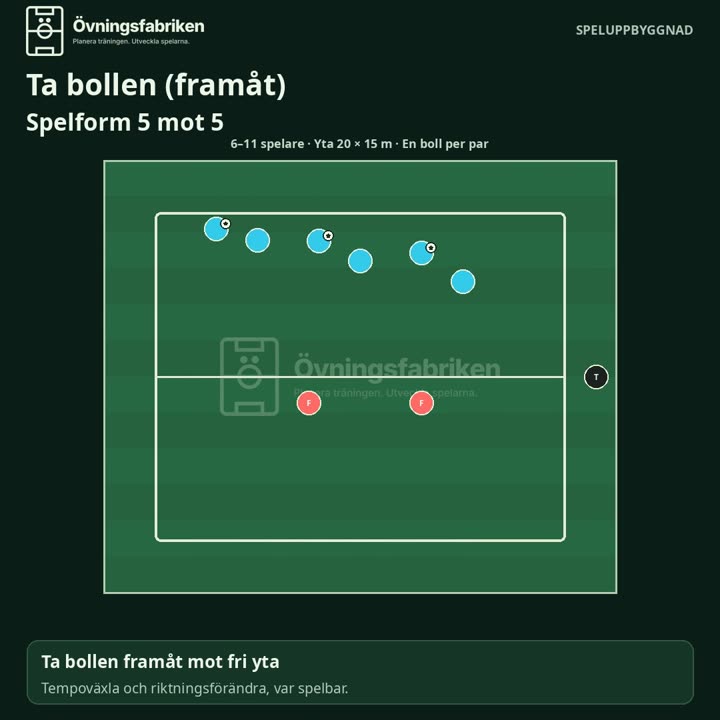 Övningsfabriken
Planera träningen. Utveckla spelarna.
SPELUPPBYGGNAD
Ta bollen (framåt)
Spelform 5 mot 5
6–11 spelare · Yta 20 × 15 m · En boll per par
Övningsfabriken
Planera träningen. Utveckla spelarna.
T
F
F
Ta bollen framåt mot fri yta
Tempoväxla och riktningsförändra, var spelbar.